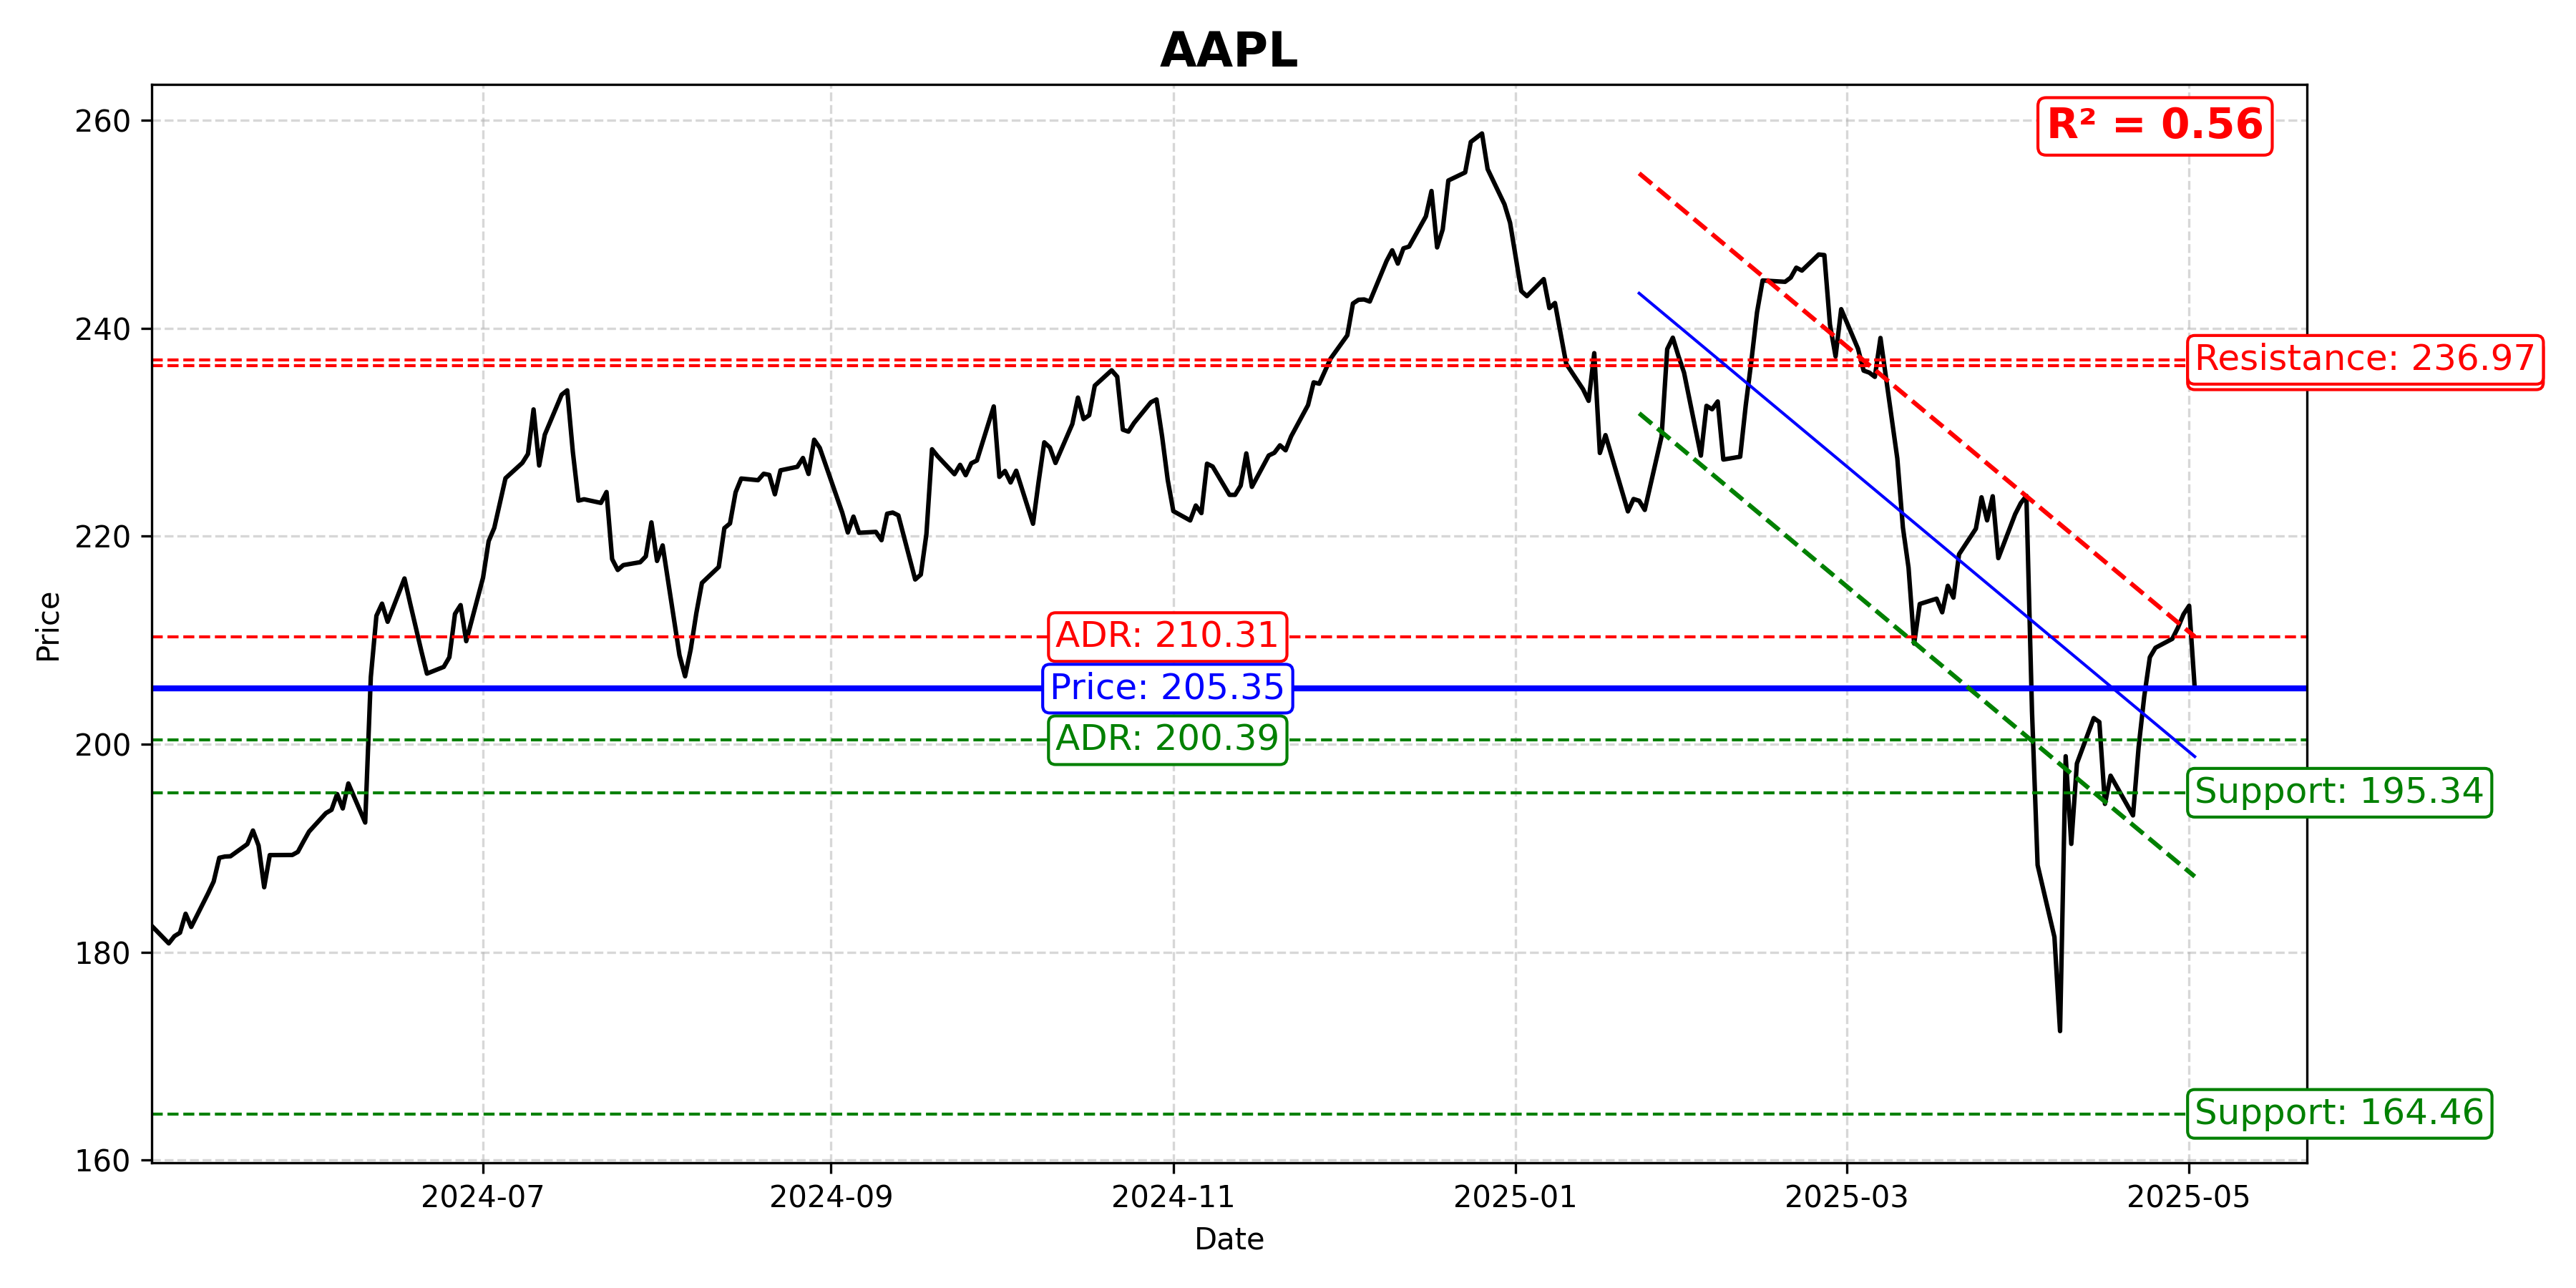 AAPL
R² = 0.56
260
240
220
200
180
160
Price
Resistance: 236.97
ADR: 210.31
Price: 205.35
ADR: 200.39
Support: 195.34
Support: 164.46
2024-07
2024-09
2024-11
2025-01
2025-03
2025-05
Date